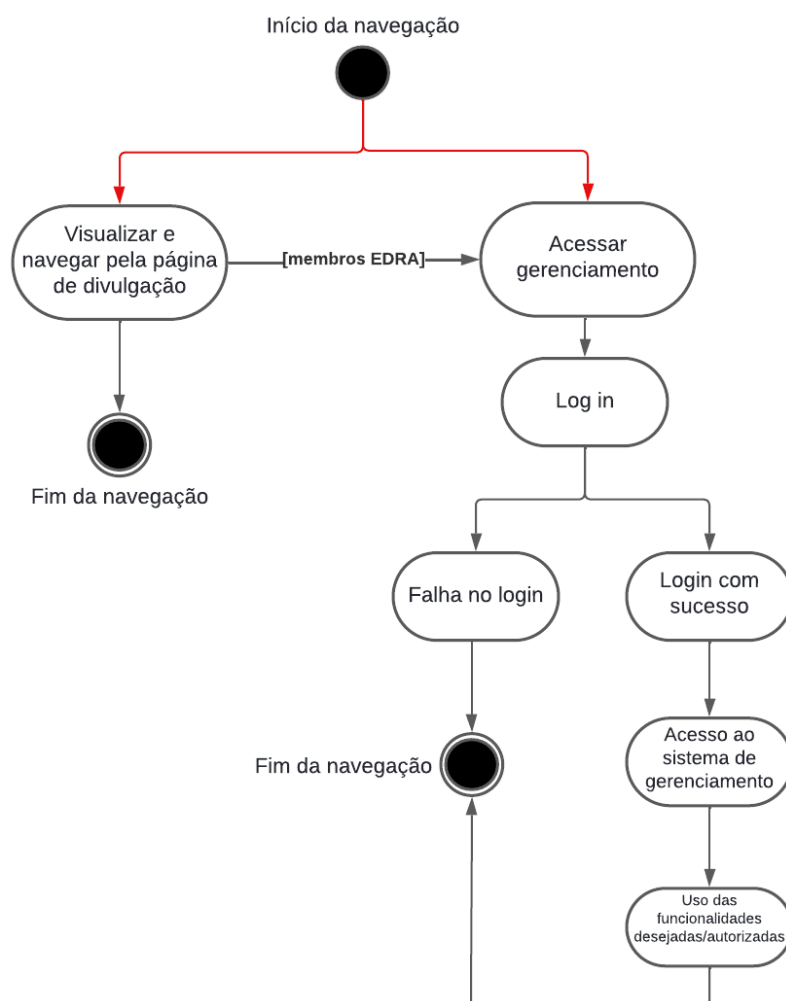 Início da navegação
Visualizar e
navegar pela página
de divulgação
[membros EDRA]
Acessar
gerenciamento
Log in
Fim da navegação
Falha no login
Login com
sucesso
Fim da navegação
Acesso ao
sistema de
gerenciamento
Uso das
funcionalidades
desejadas/autorizadas